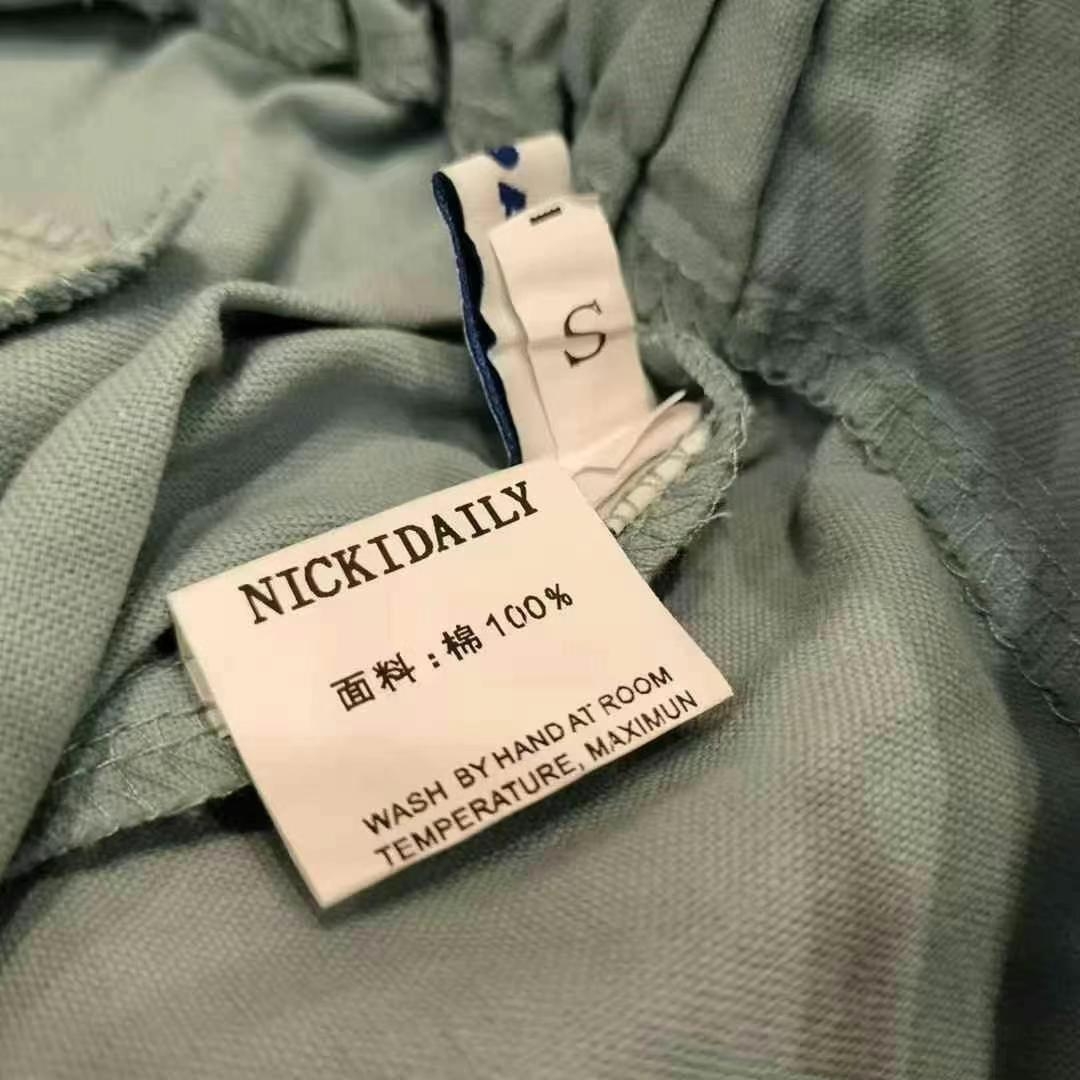 S
NICKIDAILY
面料：棉100%
WASH BY HAND AT ROOM
TEMPERATURE, MAXIMUN